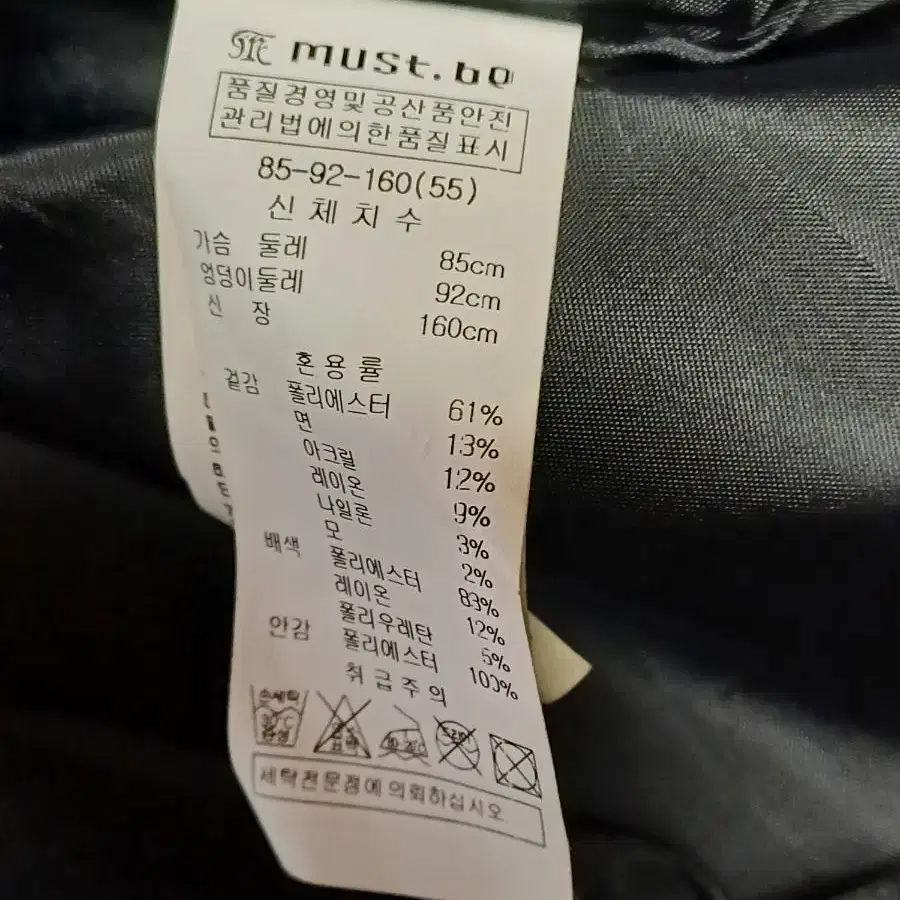 must.be
품질경영및공산품안전
관리법에의한품질표시
85-92-160(55)
신체치수
가슴 둘레 85cm
엉덩이둘레 92cm
신 장 160cm
혼용률
겉감 폴리에스터 61%
면 13%
아크릴 12%
레이온 9%
나일론 3%
모 2%
배색 폴리에스터 83%
레이온 12%
폴리우레탄 5%
안감 폴리에스터 100%
취급주의
손세탁
30℃
중성
세탁전문점에의뢰하십시오